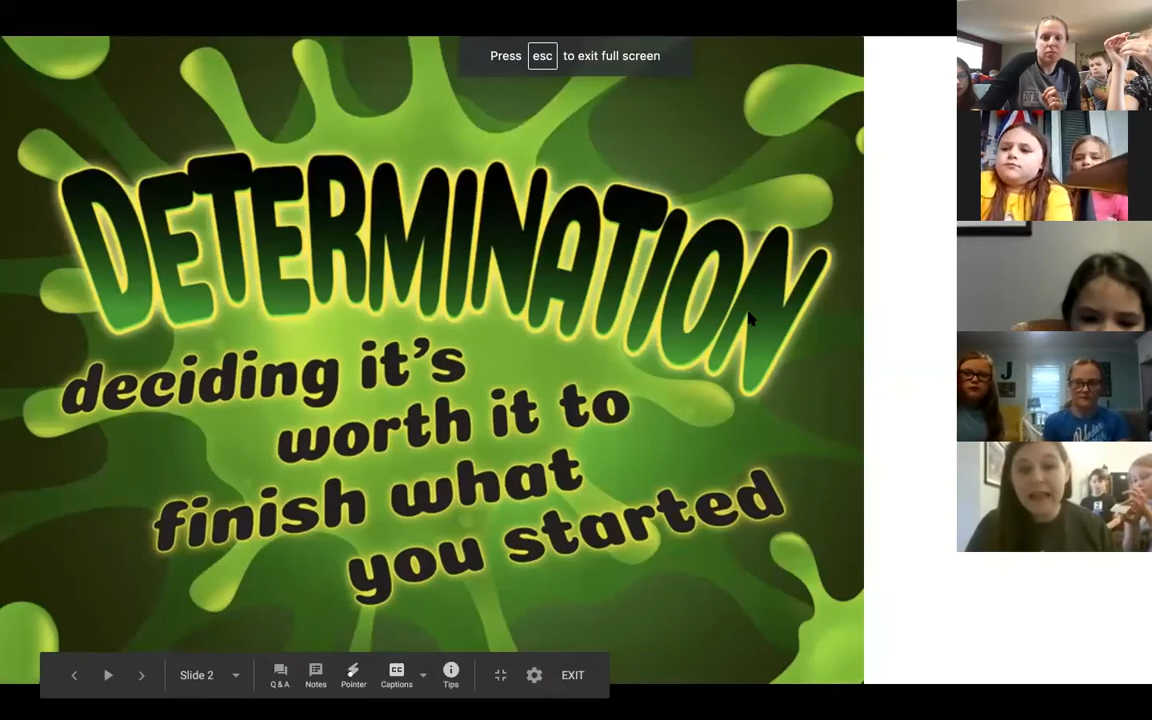 Press esc to exit full screen
DETERMINATION
deciding it's
worth it to
finish what
you started
J
Slide 2
Q & A
Notes
Pointer
CC
Captions
Tips
EXIT